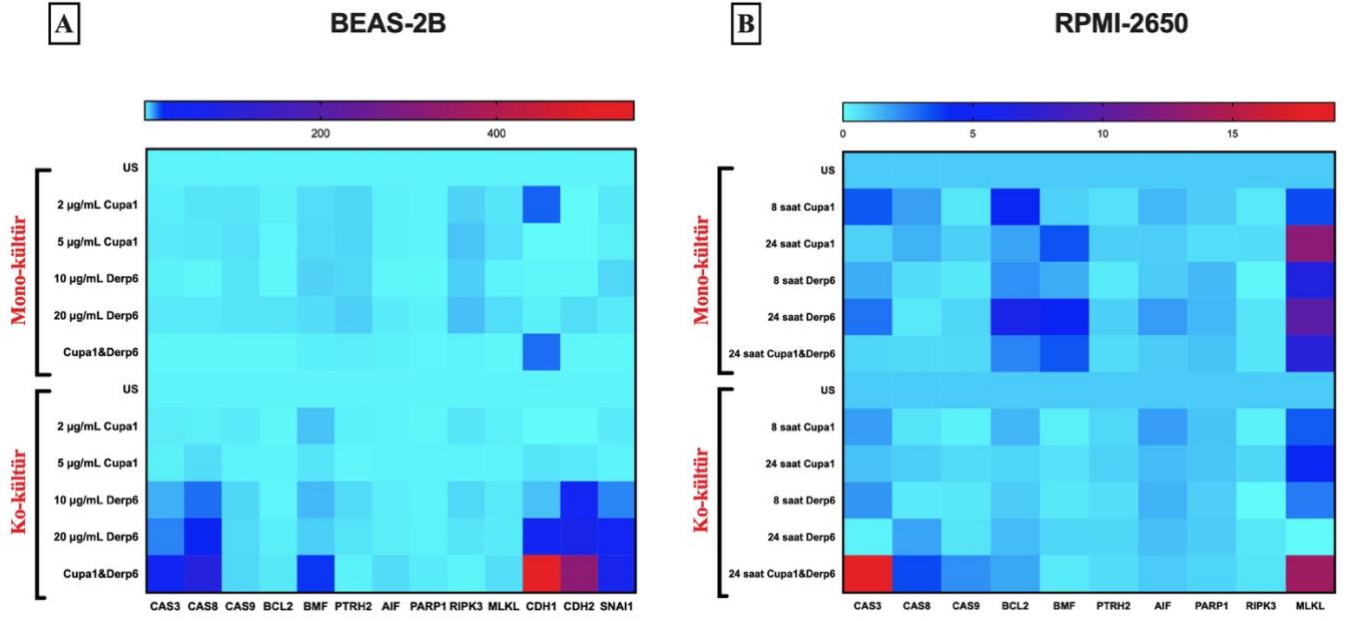 A
BEAS-2B
200
400
Mono-kültür
US
2 µg/mL Cupa1
5 µg/mL Cupa1
10 µg/mL Derp6
20 µg/mL Derp6
Cupa1&Derp6
Ko-kültür
US
2 µg/mL Cupa1
5 µg/mL Cupa1
10 µg/mL Derp6
20 µg/mL Derp6
Cupa1&Derp6
CAS3 CAS8 CAS9 BCL2 BMF PTRH2 AIF PARP1 RIPK3 MLKL CDH1 CDH2 SNAI1
B
RPMI-2650
0 5 10 15
Mono-kültür
US
8 saat Cupa1
24 saat Cupa1
8 saat Derp6
24 saat Derp6
24 saat Cupa1&Derp6
Ko-kültür
US
8 saat Cupa1
24 saat Cupa1
8 saat Derp6
24 saat Derp6
24 saat Cupa1&Derp6
CAS3 CAS8 CAS9 BCL2 BMF PTRH2 AIF PARP1 RIPK3 MLKL